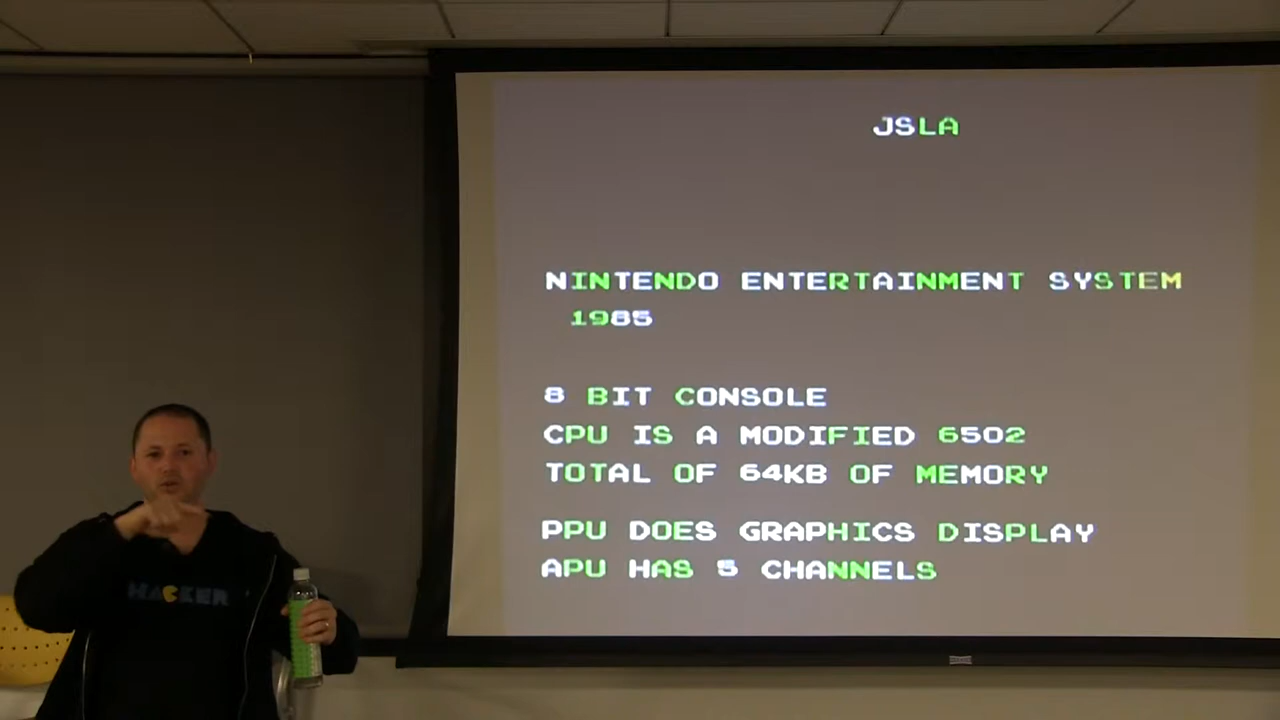 JSLA
NINTENDO ENTERTAINMENT SYSTEM
1985
8 BIT CONSOLE
CPU IS A MODIFIED 6502
TOTAL OF 64KB OF MEMORY
PPU DOES GRAPHICS DISPLAY
APU HAS 5 CHANNELS
HACKER